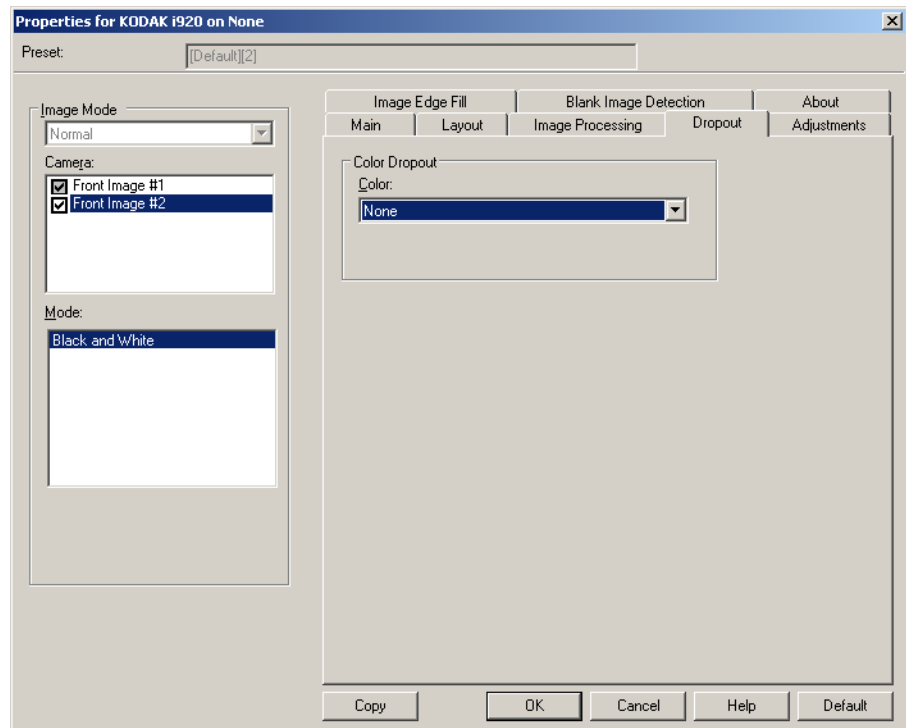 Properties for KODAK i920 on None
Preset:
[Default][2]
Image Mode
Normal
Camera:
Front Image #1
Front Image #2
Mode:
Black and White
Image Edge Fill
Blank Image Detection
About
Main
Layout
Image Processing
Dropout
Adjustments
Color Dropout
Color:
None
Copy
OK
Cancel
Help
Default